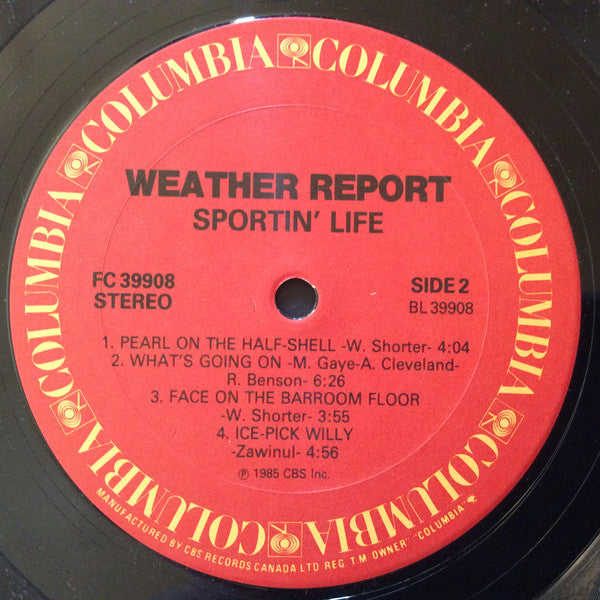 COLUMBIA COLUMBIA COLUMBIA COLUMBIA COLUMBIA COLUMBIA
WEATHER REPORT
SPORTIN' LIFE
FC 39908
STEREO
SIDE 2
BL 39908
1. PEARL ON THE HALF-SHELL -W. Shorter- 4:04
2. WHAT'S GOING ON -M. Gaye-A. Cleveland-
R. Benson- 6:26
3. FACE ON THE BARROOM FLOOR
-W. Shorter- 3:55
4. ICE-PICK WILLY
-Zawinul- 4:56
℗ 1985 CBS Inc.
MANUFACTURED BY CBS RECORDS CANADA LTD REG. T.M. OWNER "COLUMBIA"